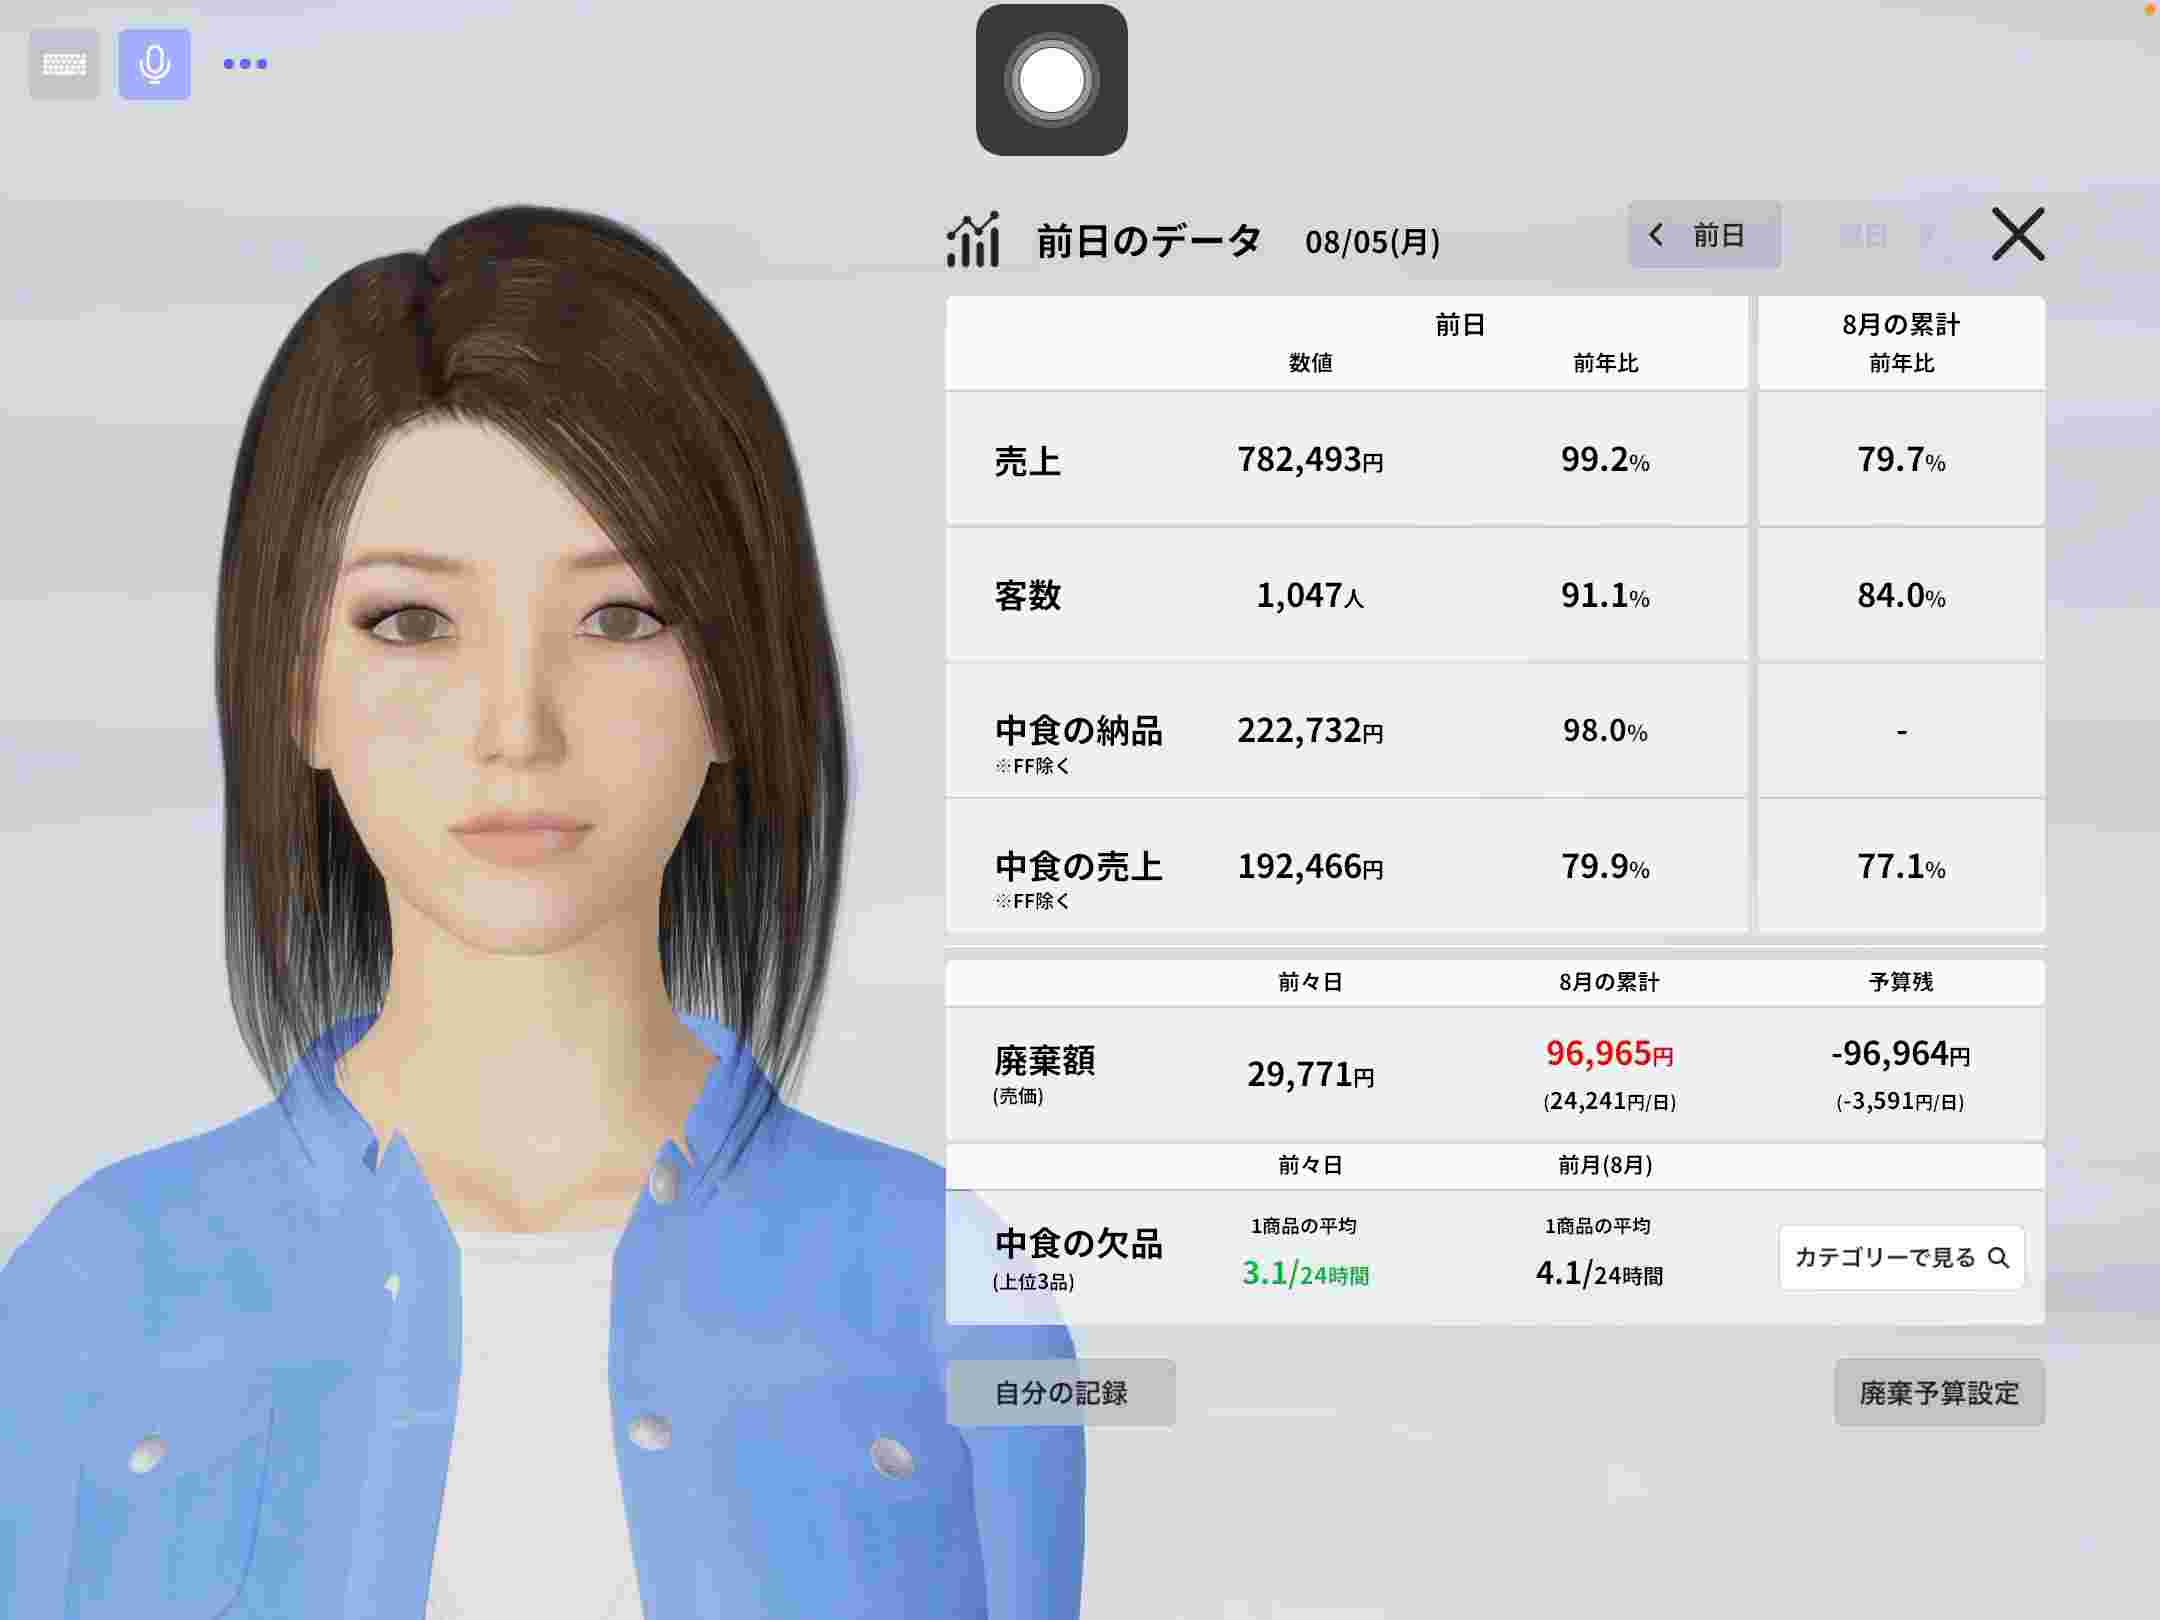 前日のデータ 08/05(月) 前日
前日 8月の累計
数値 前年比 前年比
売上 782,493円 99.2% 79.7%
客数 1,047人 91.1% 84.0%
中食の納品 222,732円 98.0% -
※FF除く
中食の売上 192,466円 79.9% 77.1%
※FF除く
前々日 8月の累計 予算残
廃棄額 29,771円 96,965円 -96,964円
(売価) (24,241円/日) (-3,591円/日)
前々日 前月(8月)
1商品の平均 1商品の平均
中食の欠品 3.1/24時間 4.1/24時間 カテゴリーで見る
(上位3品)
自分の記録 廃棄予算設定